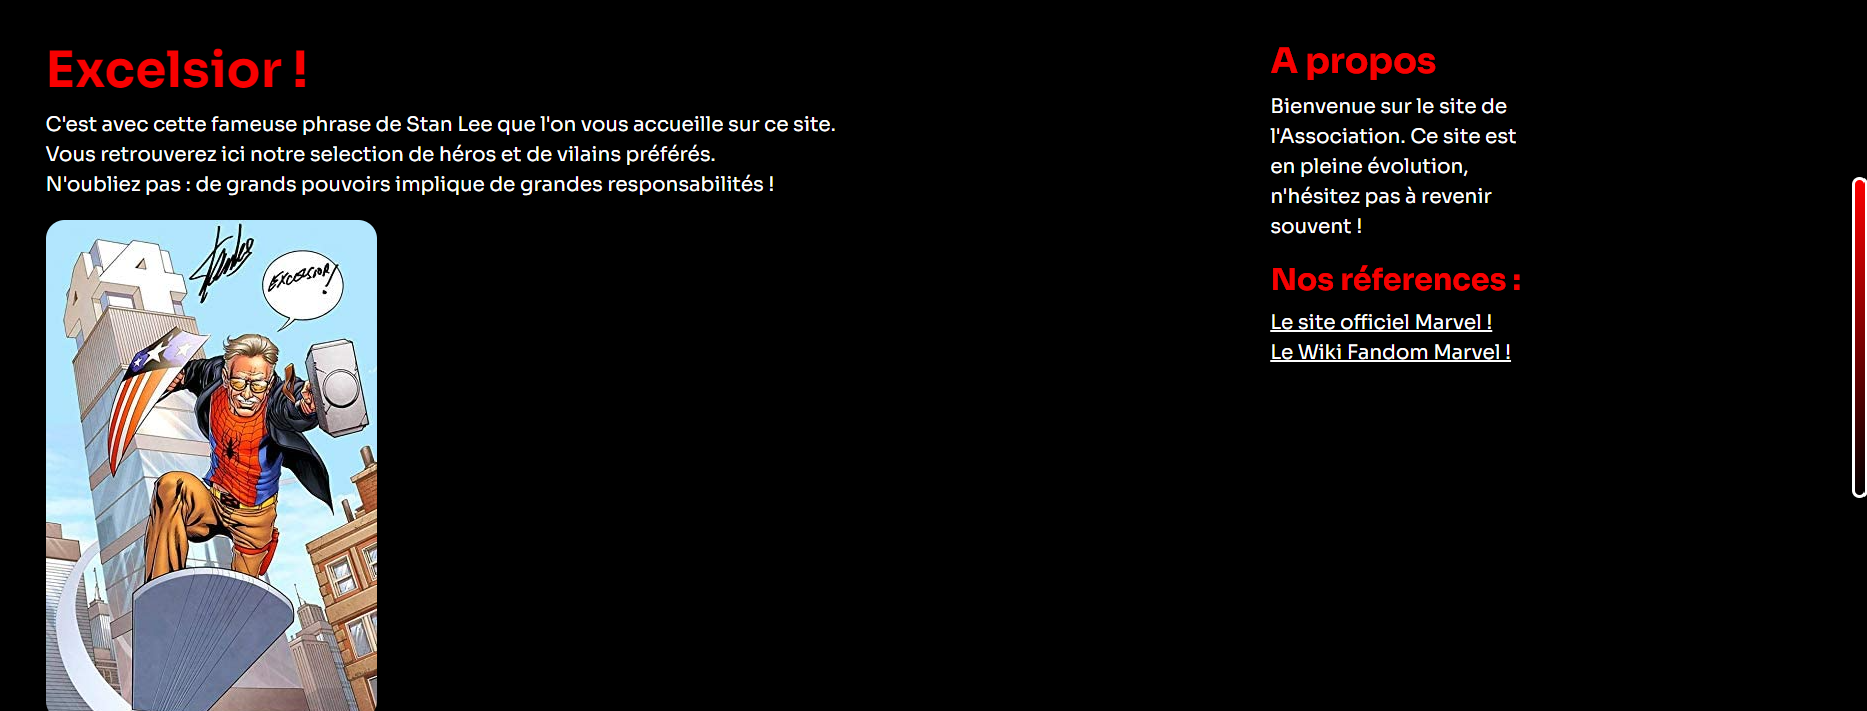 Excelsior !
C'est avec cette fameuse phrase de Stan Lee que l'on vous accueille sur ce site.
Vous retrouverez ici notre selection de héros et de vilains préférés.
N'oubliez pas : de grands pouvoirs implique de grandes responsabilités !
4
Stan Lee
EXCELSIOR!
A propos
Bienvenue sur le site de
l'Association. Ce site est
en pleine évolution,
n'hésitez pas à revenir
souvent !
Nos réferences :
Le site officiel Marvel !
Le Wiki Fandom Marvel !